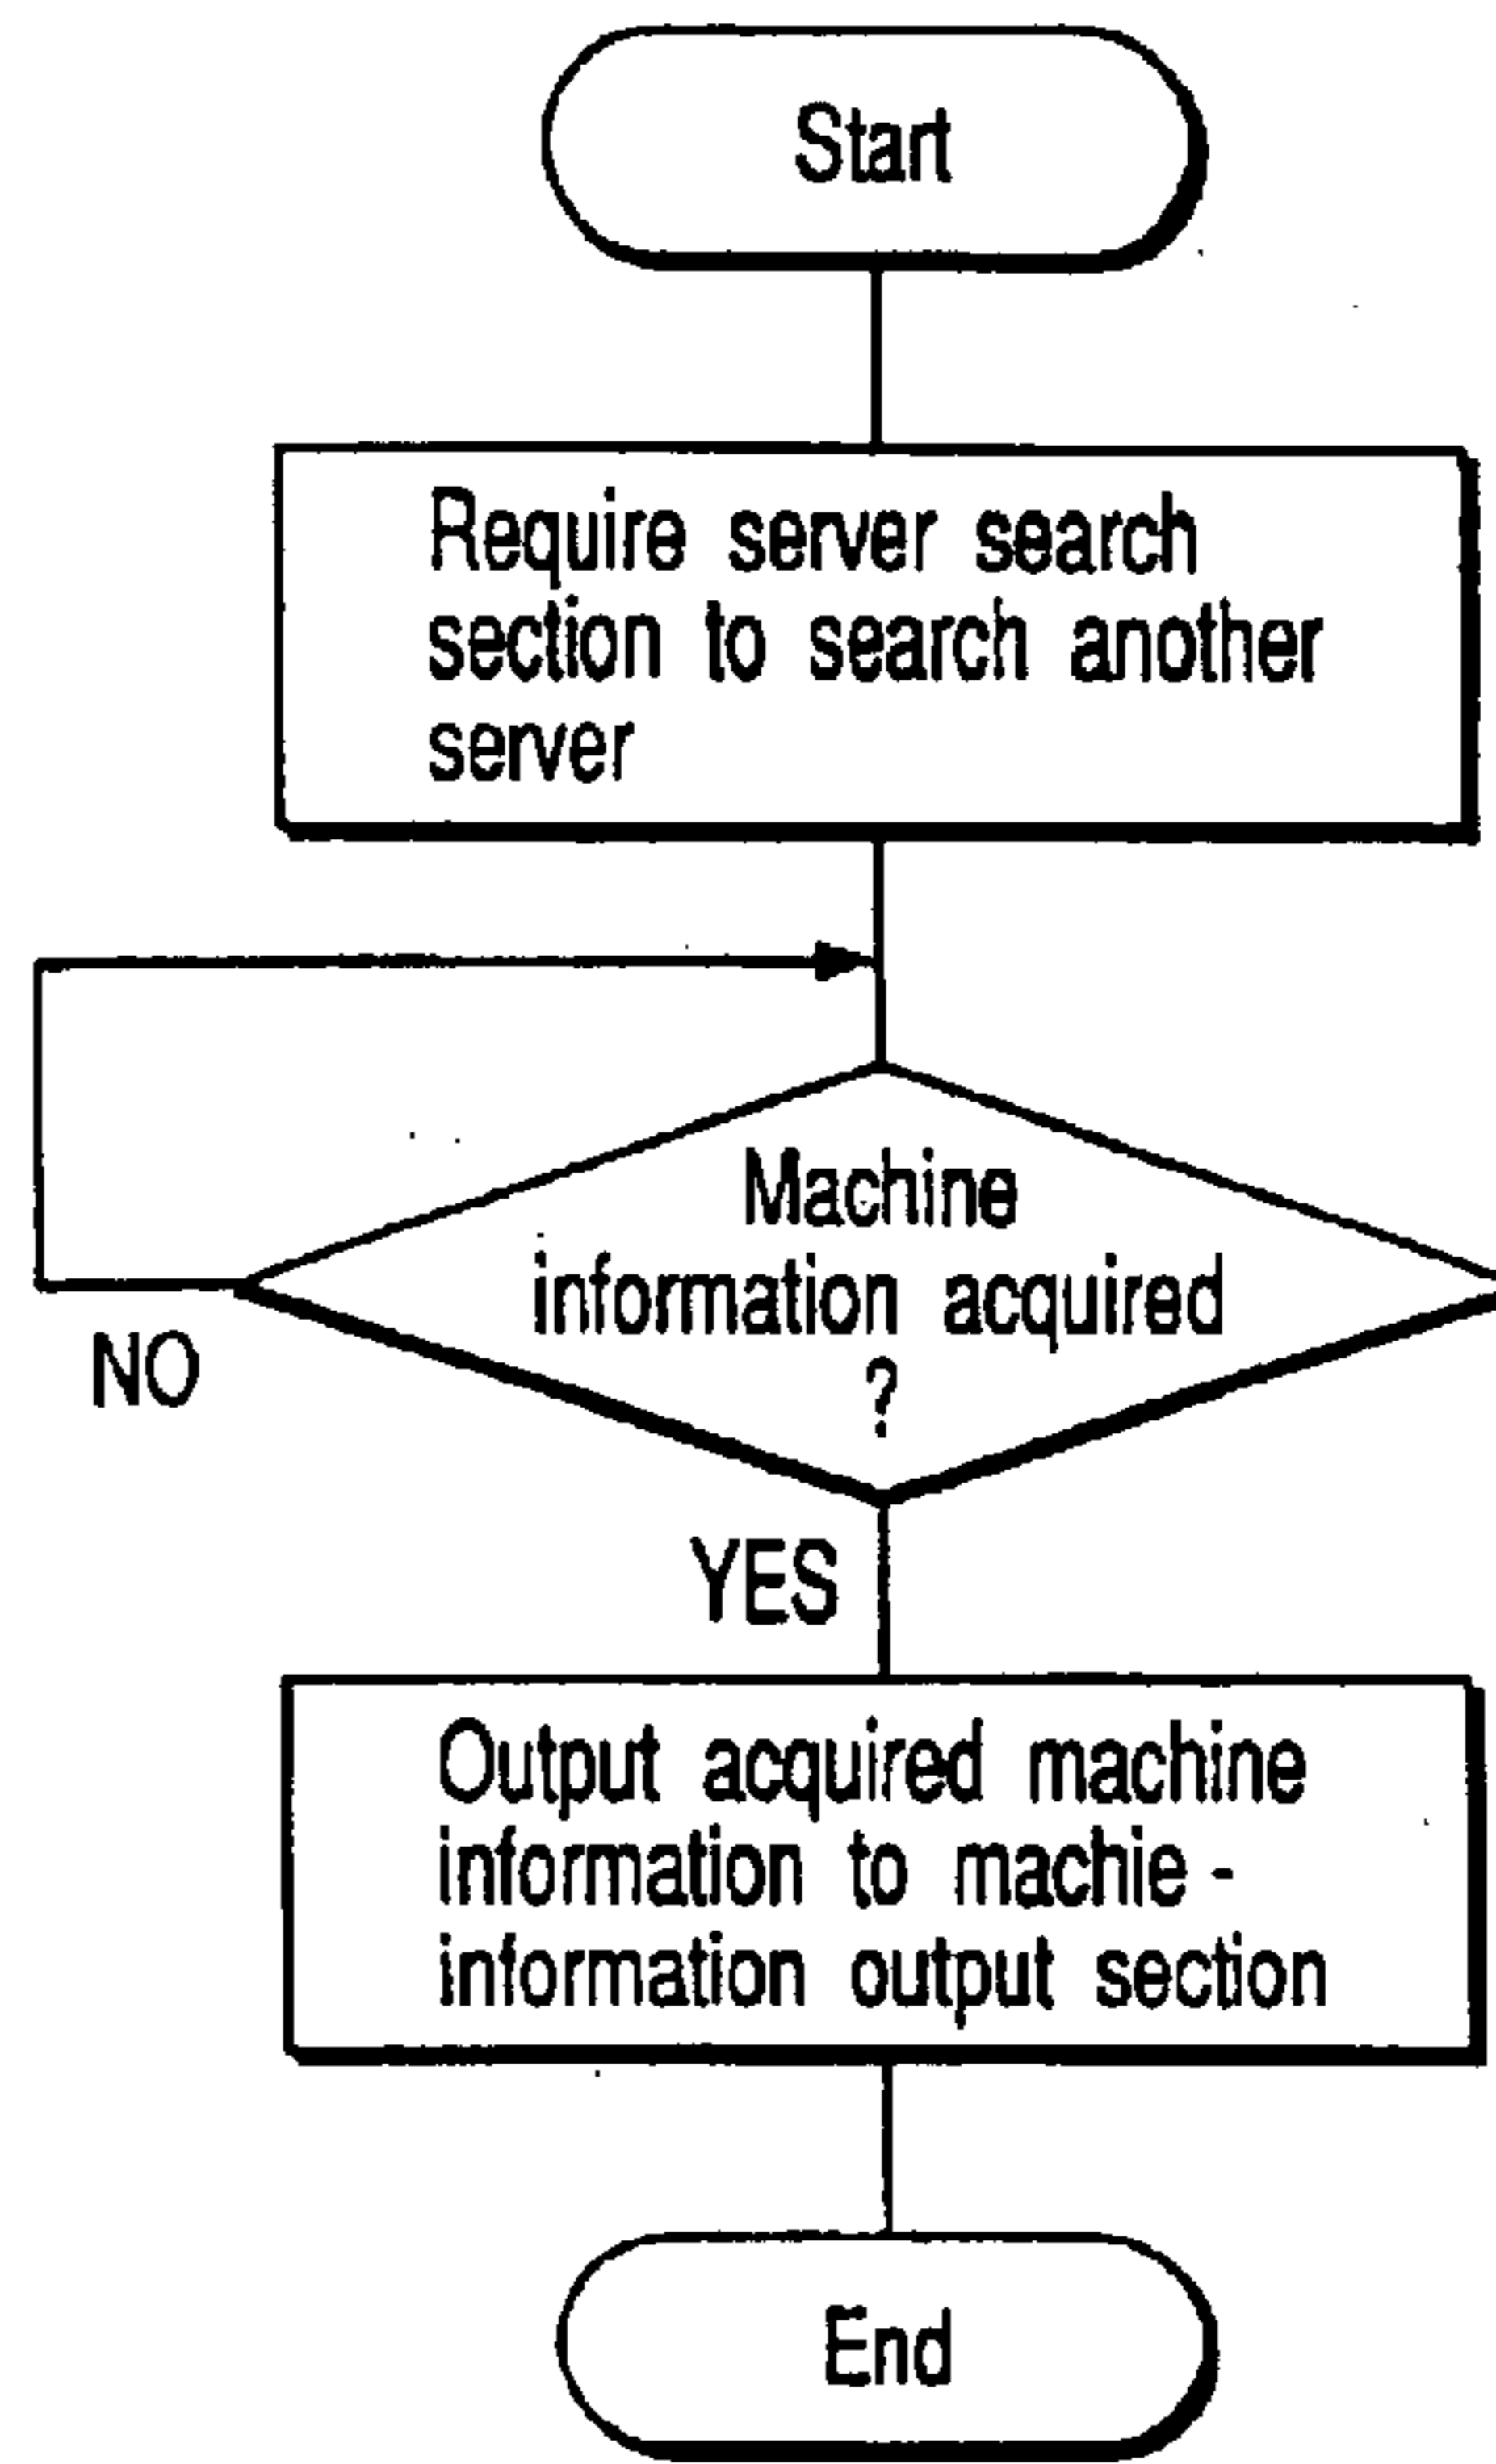 Start
Require server search
section to search another
server
Machine
information acquired
?
NO
YES
Output acquired machine
information to machie -
information output section
End